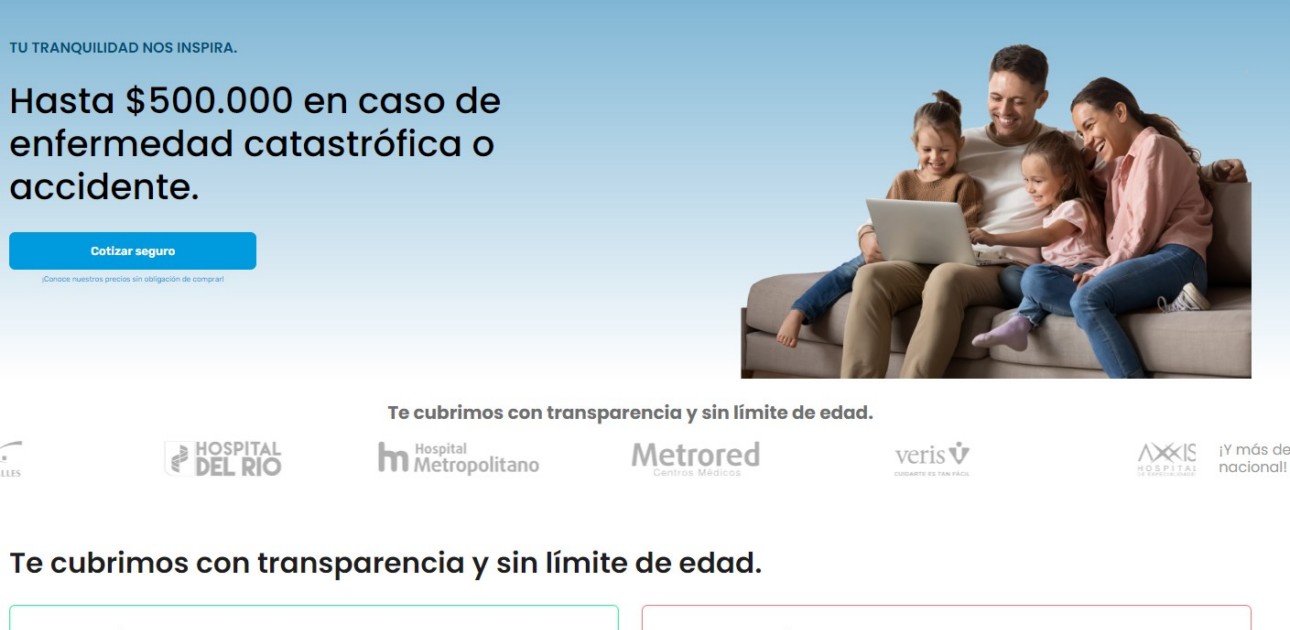 TU TRANQUILIDAD NOS INSPIRA.
Hasta $500.000 en caso de
enfermedad catastrófica o
accidente.
Cotizar seguro
¡Conoce nuestros precios sin obligación de comprar!
Te cubrimos con transparencia y sin límite de edad.
LLES
HOSPITAL
DEL RIO
hm Hospital
Metropolitano
Metrored
Centros Médicos
veris
CUIDARTE ES TAN FÁCIL
AXXIS
HOSPITAL
¡Y más de
nacional!
Te cubrimos con transparencia y sin límite de edad.